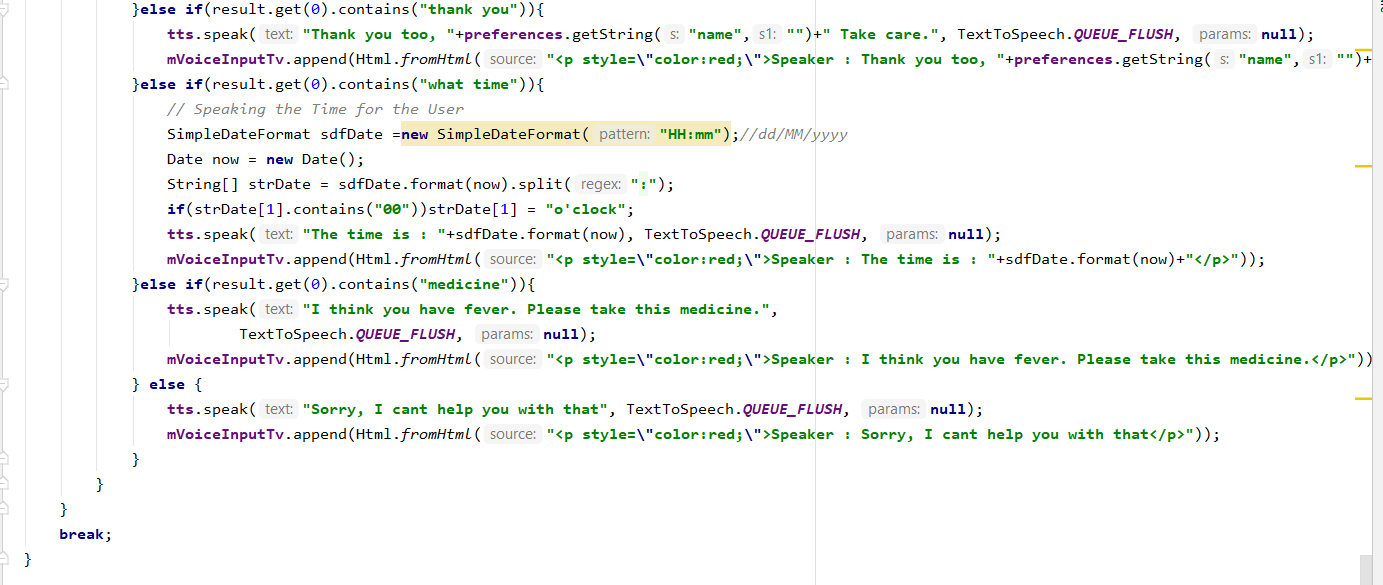 }else if(result.get(0).contains("thank you")){
tts.speak( text: "Thank you too, "+preferences.getString( s: "name", s1: "")+" Take care.", TextToSpeech.QUEUE_FLUSH, params: null);
mVoiceInputTv.append(Html.fromHtml( source: "<p style=\"color:red;\">Speaker : Thank you too, "+preferences.getString( s: "name", s1: "")+
}else if(result.get(0).contains("what time")){
// Speaking the Time for the User
SimpleDateFormat sdfDate =new SimpleDateFormat( pattern: "HH:mm");//dd/MM/yyyy
Date now = new Date();
String[] strDate = sdfDate.format(now).split( regex: ":");
if(strDate[1].contains("00"))strDate[1] = "o'clock";
tts.speak( text: "The time is : "+sdfDate.format(now), TextToSpeech.QUEUE_FLUSH, params: null);
mVoiceInputTv.append(Html.fromHtml( source: "<p style=\"color:red;\">Speaker : The time is : "+sdfDate.format(now)+"</p>"));
}else if(result.get(0).contains("medicine")){
tts.speak( text: "I think you have fever. Please take this medicine.",
TextToSpeech.QUEUE_FLUSH, params: null);
mVoiceInputTv.append(Html.fromHtml( source: "<p style=\"color:red;\">Speaker : I think you have fever. Please take this medicine.</p>"))
} else {
tts.speak( text: "Sorry, I cant help you with that", TextToSpeech.QUEUE_FLUSH, params: null);
mVoiceInputTv.append(Html.fromHtml( source: "<p style=\"color:red;\">Speaker : Sorry, I cant help you with that</p>"));
}
}
}
break;
}